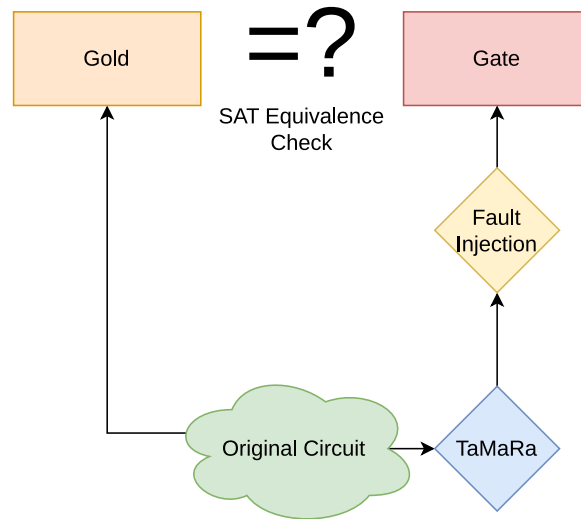 Gold
=?
Gate
SAT Equivalence
Check
Fault
Injection
Original Circuit
TaMaRa